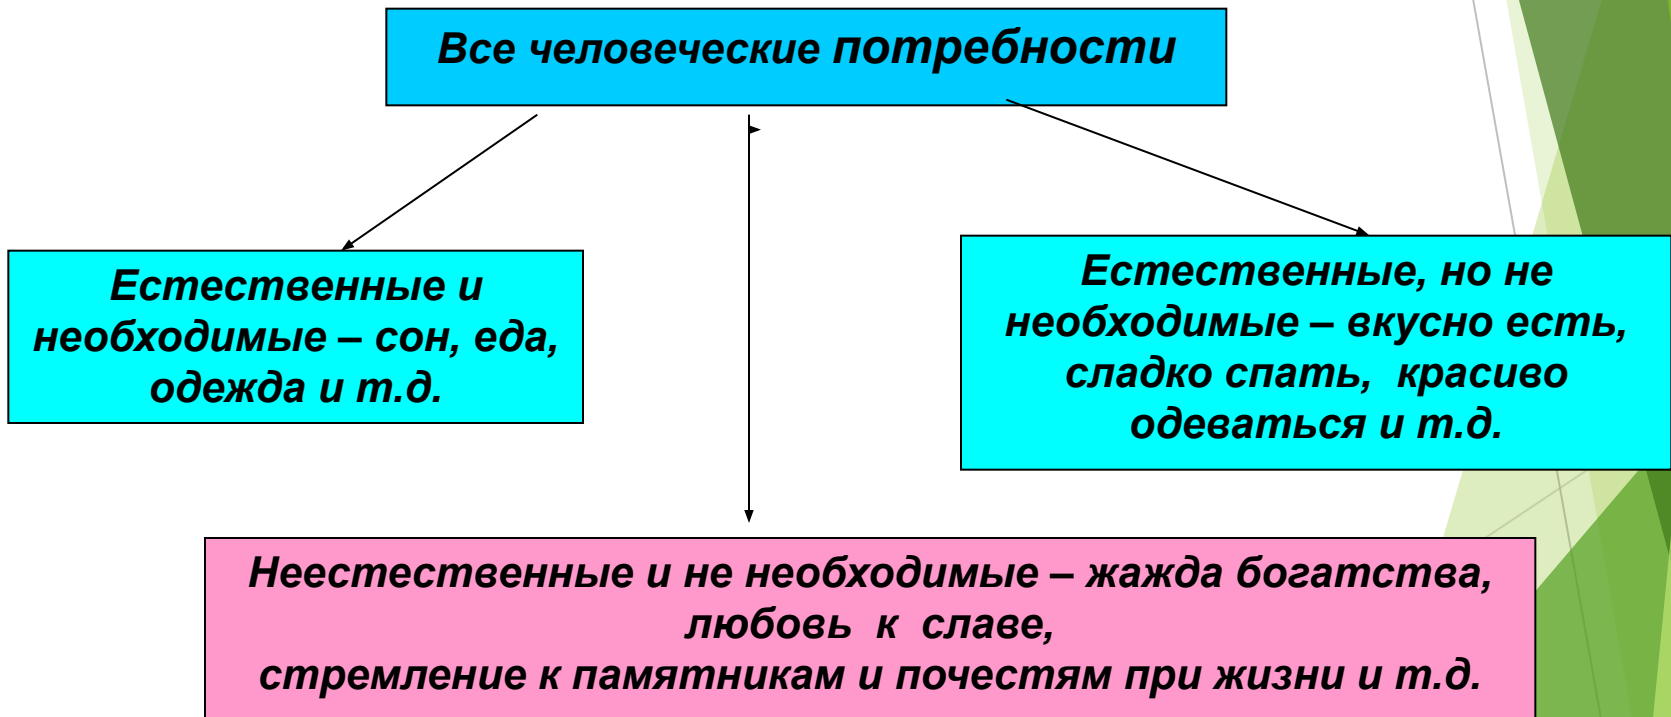 Все человеческие потребности
Естественные и
необходимые – сон, еда,
одежда и т.д.
Естественные, но не
необходимые – вкусно есть,
сладко спать, красиво
одеваться и т.д.
Неестественные и не необходимые – жажда богатства,
любовь к славе,
стремление к памятникам и почестям при жизни и т.д.